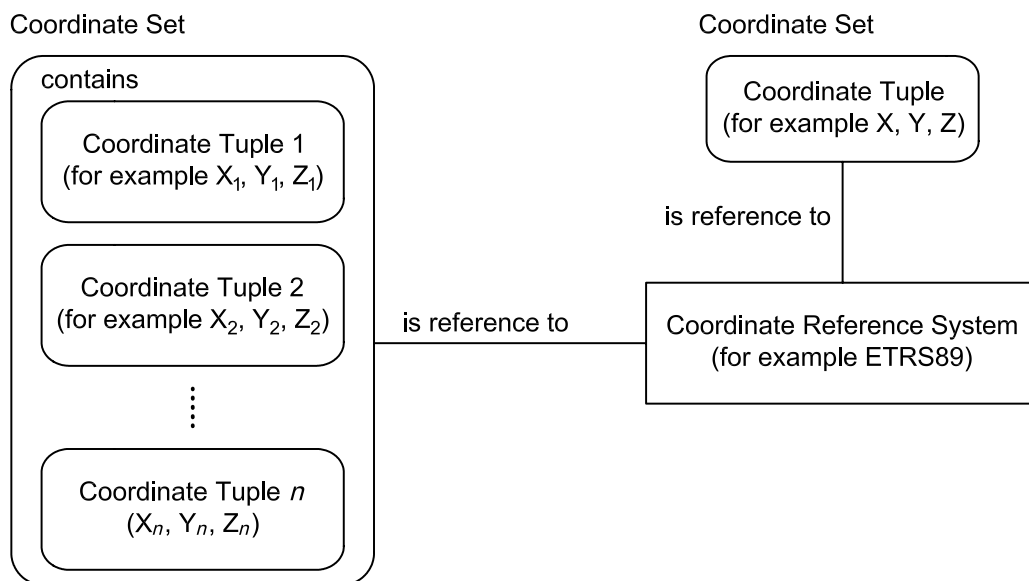 Coordinate Set
contains
Coordinate Tuple 1
(for example X₁, Y₁, Z₁)
Coordinate Tuple 2
(for example X₂, Y₂, Z₂)
Coordinate Tuple n
(Xₙ, Yₙ, Zₙ)
is reference to
Coordinate Set
Coordinate Tuple
(for example X, Y, Z)
is reference to
Coordinate Reference System
(for example ETRS89)